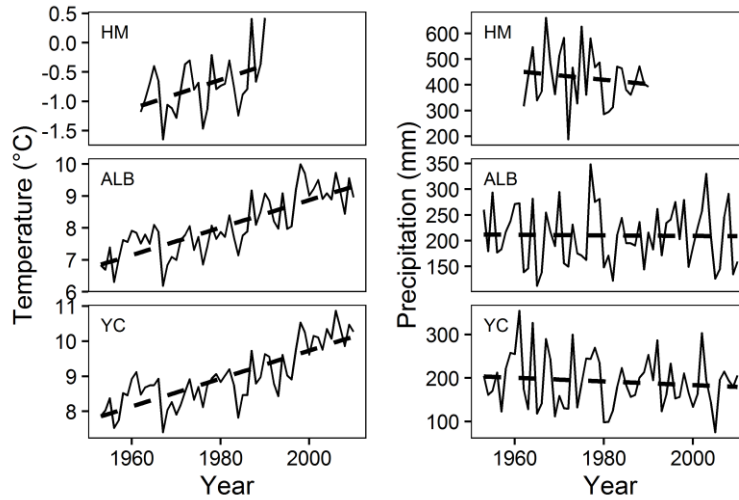 Temperature (°C)
HM
0.5
0.0
-0.5
-1.0
-1.5
ALB
10
9
8
7
6
YC
11
10
9
8
1960 1980 2000
Year
Precipitation (mm)
HM
600
500
400
300
200
ALB
350
300
250
200
150
YC
300
200
100
1960 1980 2000
Year